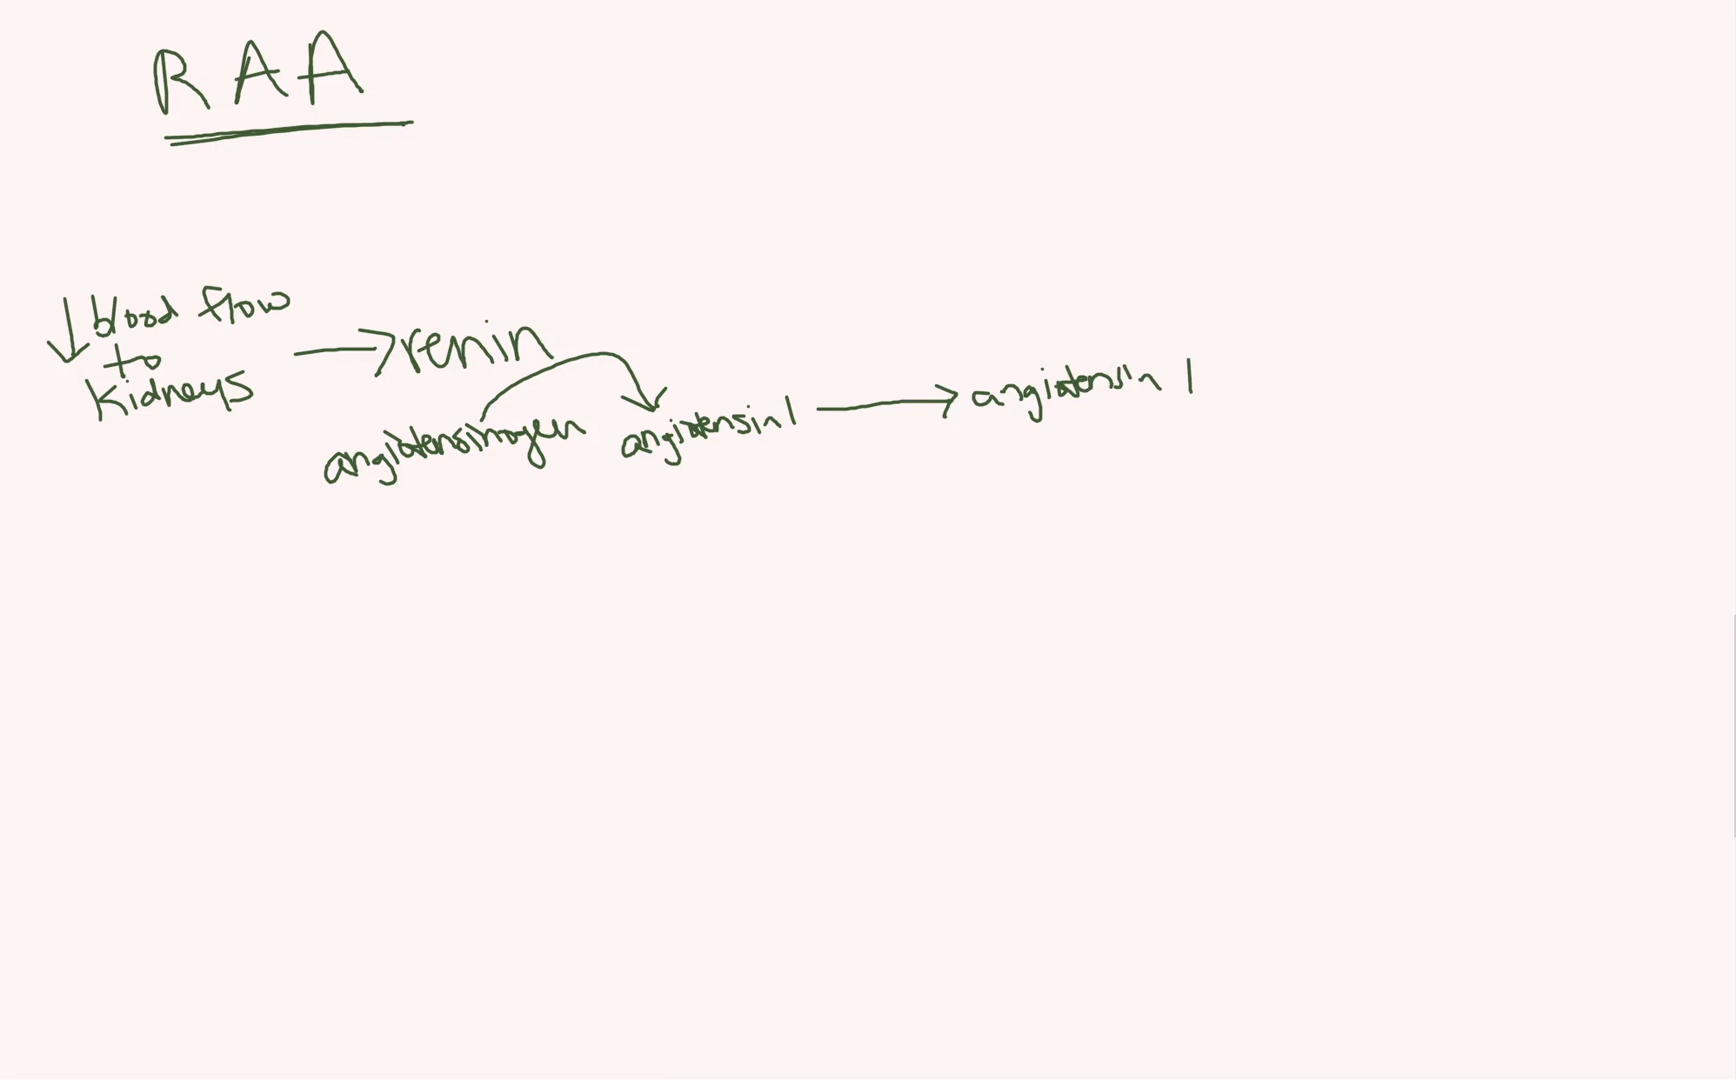 RAA
↓ blood flow
to
kidneys
→ renin
angiotensinogen
angiotensin I
→ angiotensin I